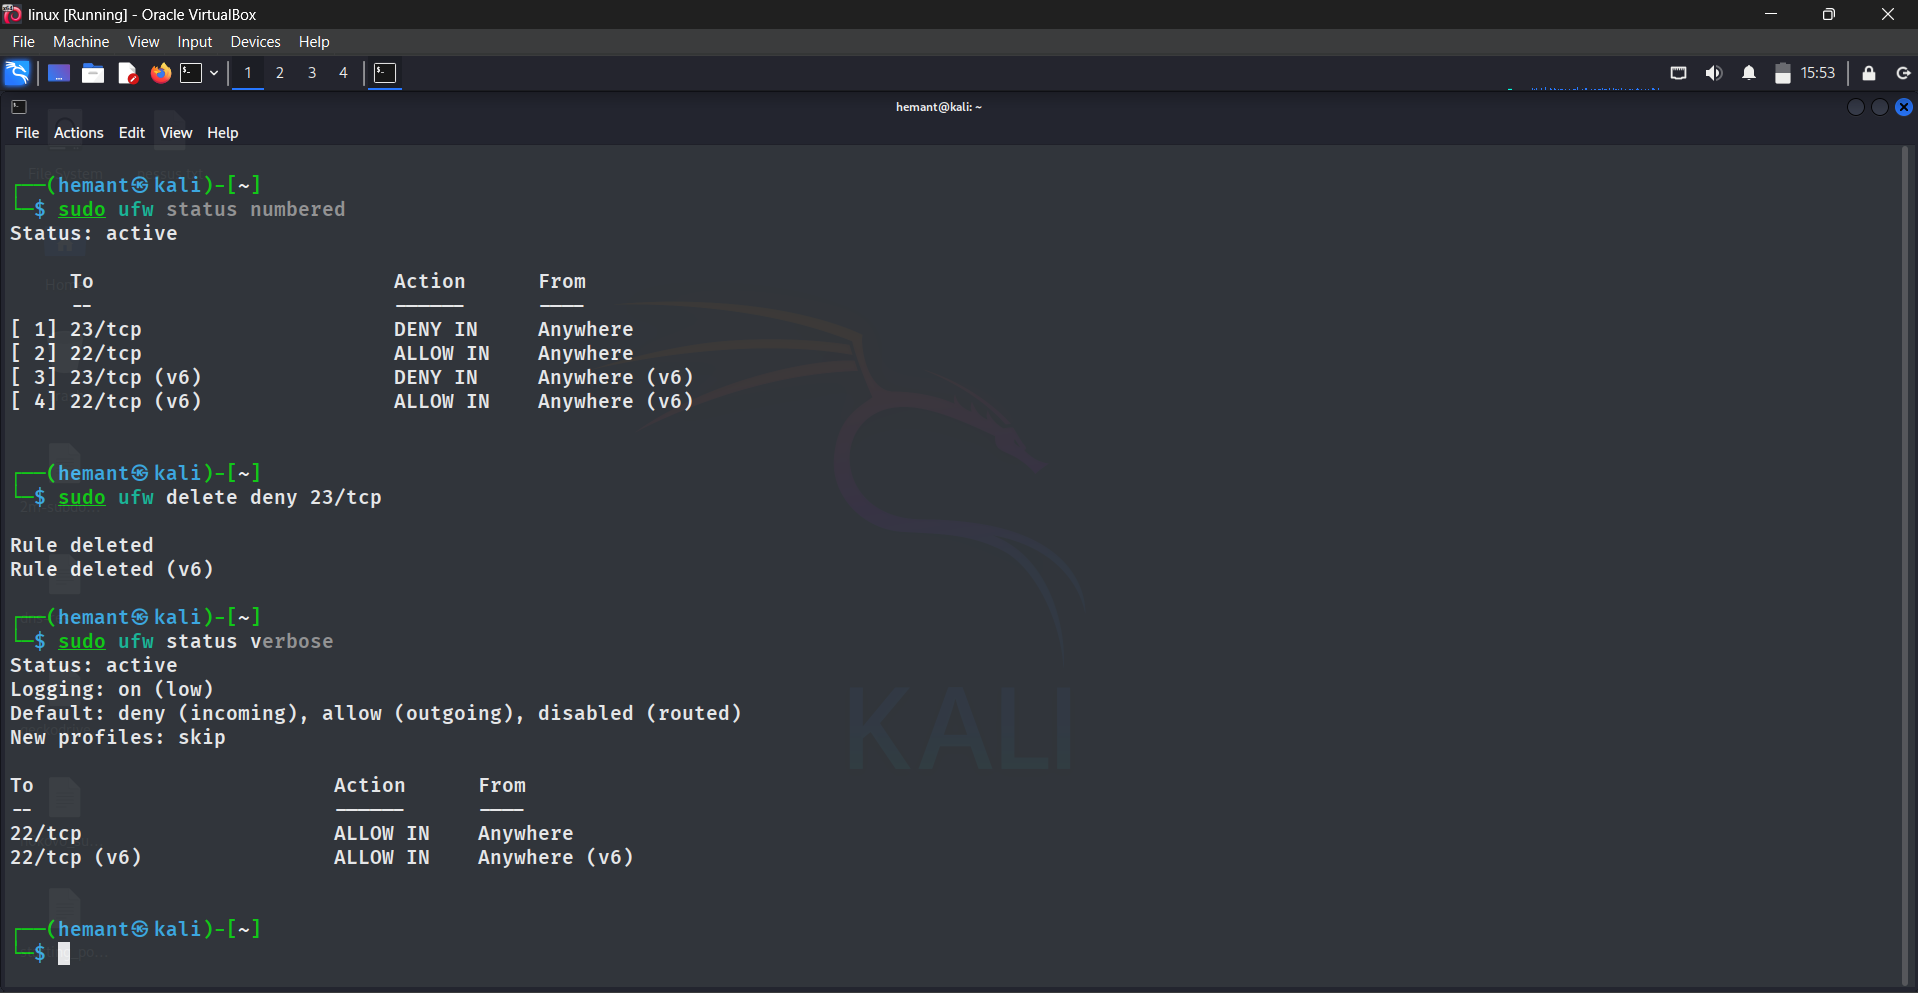 linux [Running] - Oracle VirtualBox
File Machine View Input Devices Help
1 2 3 4 15:53
hemant@kali: ~
File Actions Edit View Help
┌──(hemant㉿kali)-[~]
└─$ sudo ufw status numbered
Status: active
To Action From
-- ------ ----
[ 1] 23/tcp DENY IN Anywhere
[ 2] 22/tcp ALLOW IN Anywhere
[ 3] 23/tcp (v6) DENY IN Anywhere (v6)
[ 4] 22/tcp (v6) ALLOW IN Anywhere (v6)
┌──(hemant㉿kali)-[~]
└─$ sudo ufw delete deny 23/tcp
Rule deleted
Rule deleted (v6)
┌──(hemant㉿kali)-[~]
└─$ sudo ufw status verbose
Status: active
Logging: on (low)
Default: deny (incoming), allow (outgoing), disabled (routed)
New profiles: skip
To Action From
-- ------ ----
22/tcp ALLOW IN Anywhere
22/tcp (v6) ALLOW IN Anywhere (v6)
┌──(hemant㉿kali)-[~]
└─$
KALI